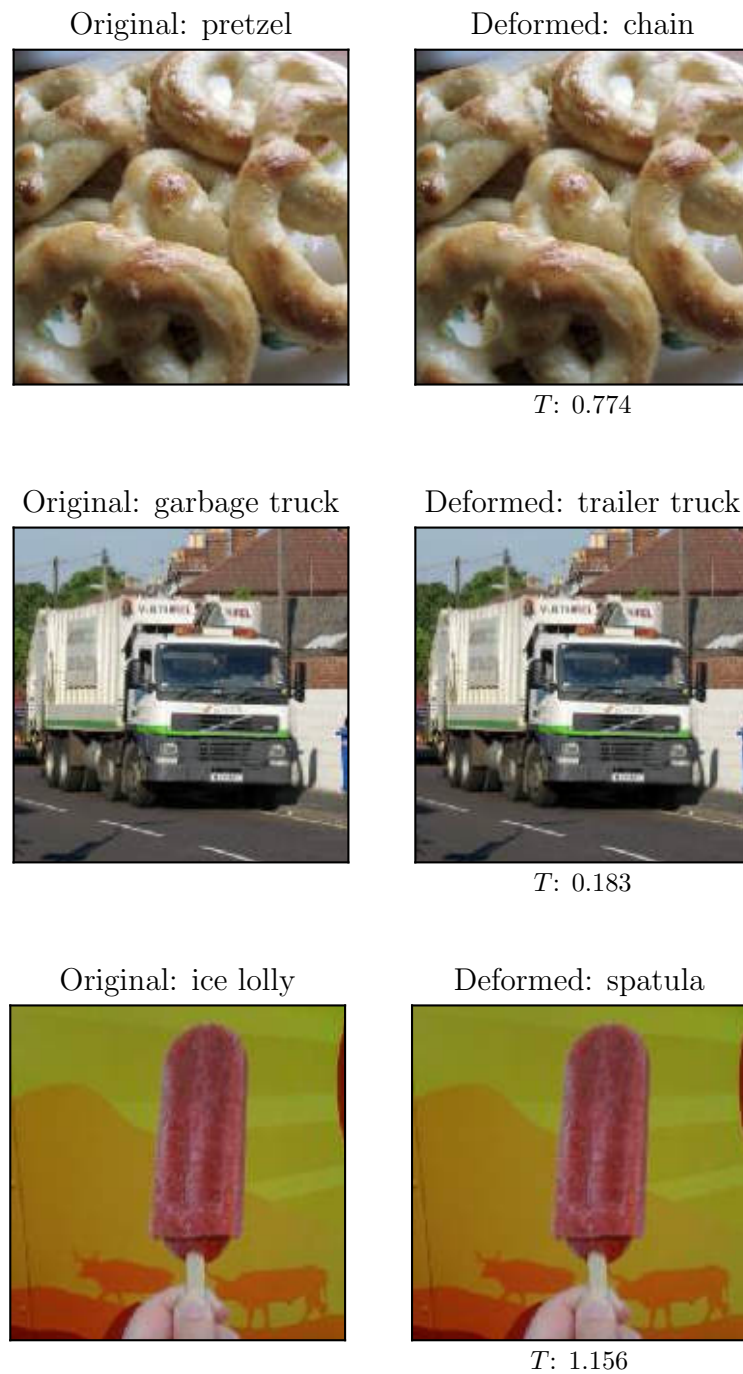 Original: pretzel
Deformed: chain
T: 0.774
Original: garbage truck
Deformed: trailer truck
T: 0.183
Original: ice lolly
Deformed: spatula
T: 1.156